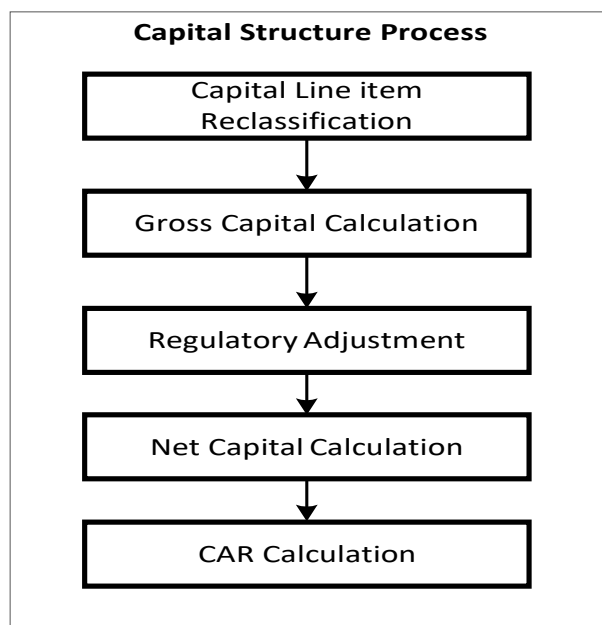 Capital Structure Process
Capital Line item
Reclassification
Gross Capital Calculation
Regulatory Adjustment
Net Capital Calculation
CAR Calculation